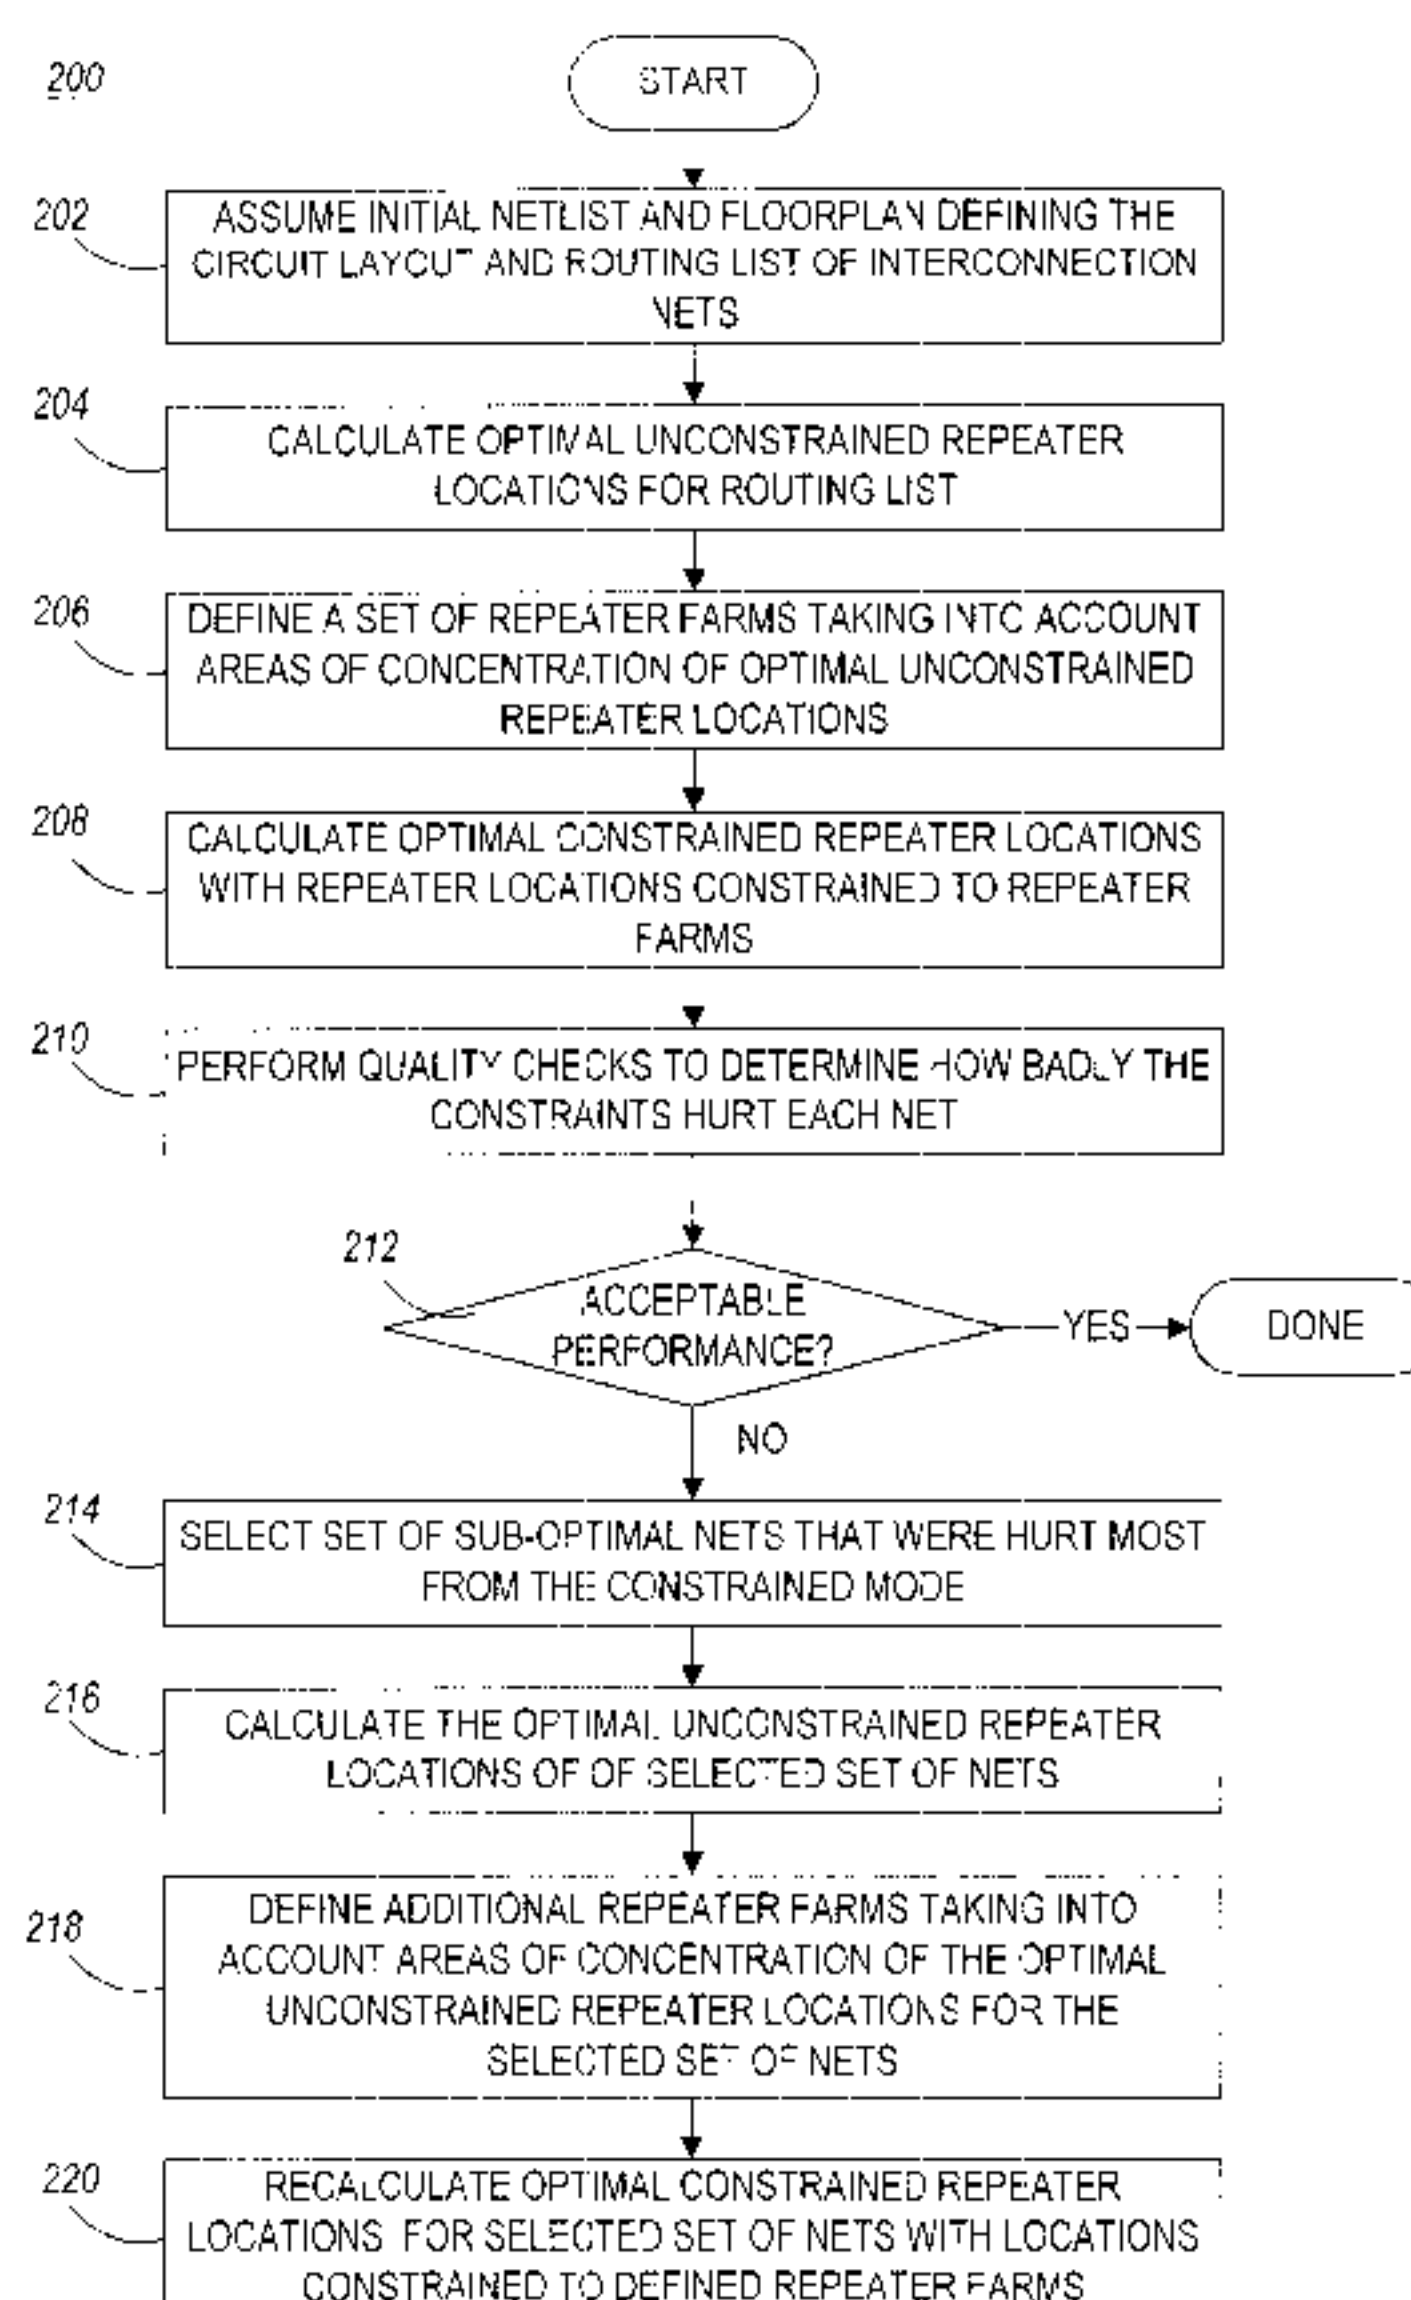 200
START
202
ASSUME INITIAL NETLIST AND FLOORPLAN DEFINING THE
CIRCUIT LAYOUT AND ROUTING LIST OF INTERCONNECTION
NETS
204
CALCULATE OPTIMAL UNCONSTRAINED REPEATER
LOCATIONS FOR ROUTING LIST
206
DEFINE A SET OF REPEATER FARMS TAKING INTO ACCOUNT
AREAS OF CONCENTRATION OF OPTIMAL UNCONSTRAINED
REPEATER LOCATIONS
208
CALCULATE OPTIMAL CONSTRAINED REPEATER LOCATIONS
WITH REPEATER LOCATIONS CONSTRAINED TO REPEATER
FARMS
210
PERFORM QUALITY CHECKS TO DETERMINE HOW BADLY THE
CONSTRAINTS HURT EACH NET
212
ACCEPTABLE
PERFORMANCE?
YES
DONE
NO
214
SELECT SET OF SUB-OPTIMAL NETS THAT WERE HURT MOST
FROM THE CONSTRAINED MODE
216
CALCULATE THE OPTIMAL UNCONSTRAINED REPEATER
LOCATIONS OF OF SELECTED SET OF NETS
218
DEFINE ADDITIONAL REPEATER FARMS TAKING INTO
ACCOUNT AREAS OF CONCENTRATION OF THE OPTIMAL
UNCONSTRAINED REPEATER LOCATIONS FOR THE
SELECTED SET OF NETS
220
RECALCULATE OPTIMAL CONSTRAINED REPEATER
LOCATIONS FOR SELECTED SET OF NETS WITH LOCATIONS
CONSTRAINED TO DEFINED REPEATER FARMS